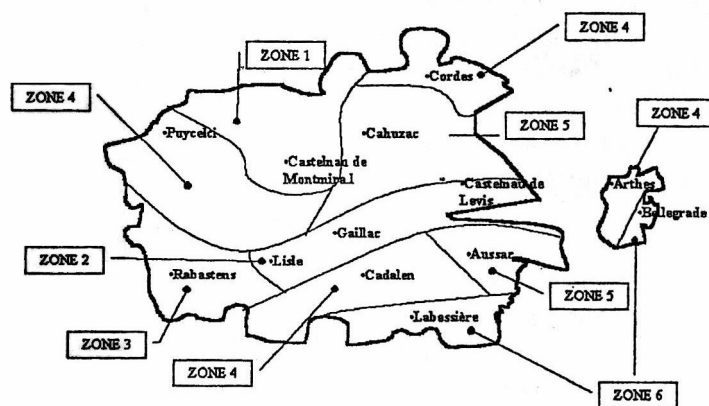 ZONE 4
ZONE 1
Cordes
ZONE 4
ZONE 4
Puycelci
Cahuzac
ZONE 5
Castelnau de
Montmiral
Castelnau de
Levis
Arthes
Bellegrade
Gaillac
ZONE 2
Lisle
Aussac
Rabastens
Cadalen
ZONE 5
Labessière
ZONE 3
ZONE 4
ZONE 6